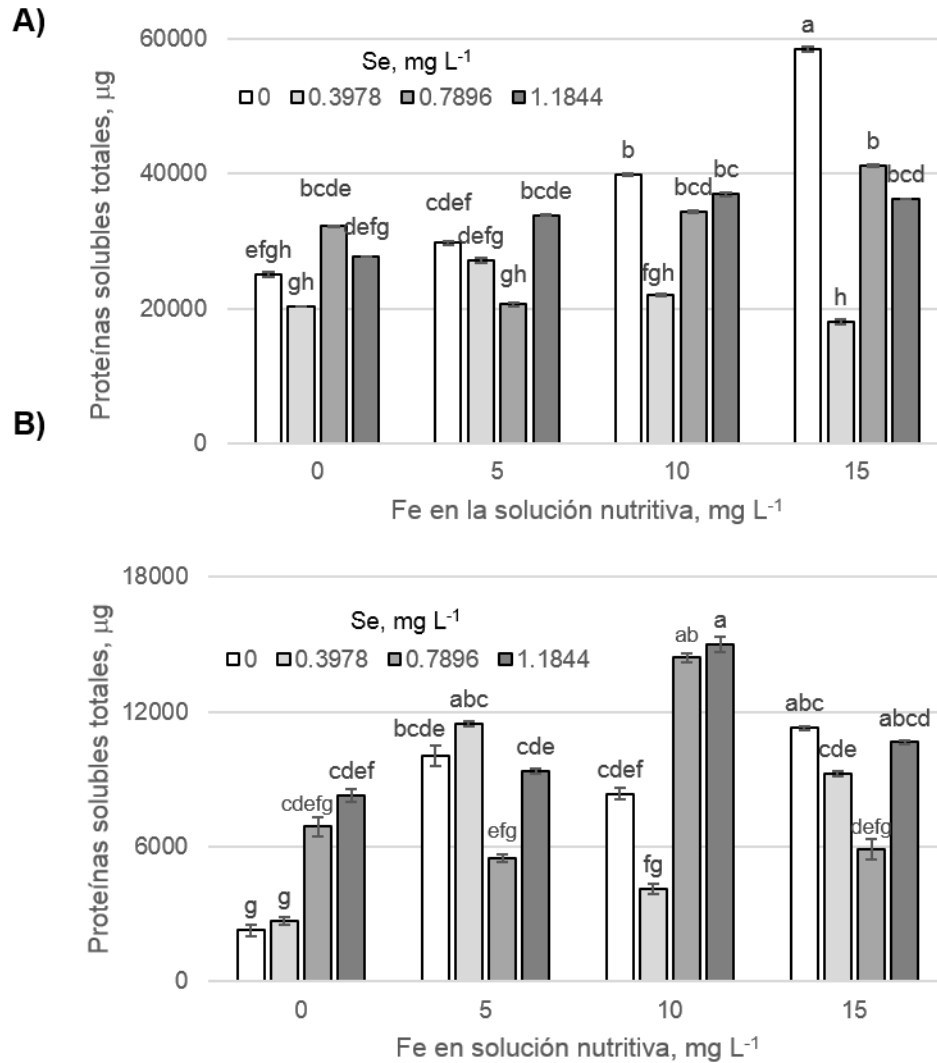 A)
Proteínas solubles totales, µg
60000
40000
20000
0
Se, mg L-1
0 0.3978 0.7896 1.1844
efgh gh bcde defg
cdef defg gh bcde
b fgh bcd bc
a h b bcd
0 5 10 15
Fe en la solución nutritiva, mg L-1
B)
Proteínas solubles totales, µg
18000
12000
6000
0
Se, mg L-1
0 0.3978 0.7896 1.1844
g g cdefg cdef
bcde abc efg cde
cdef fg ab a
abc cde defg abcd
0 5 10 15
Fe en solución nutritiva, mg L-1